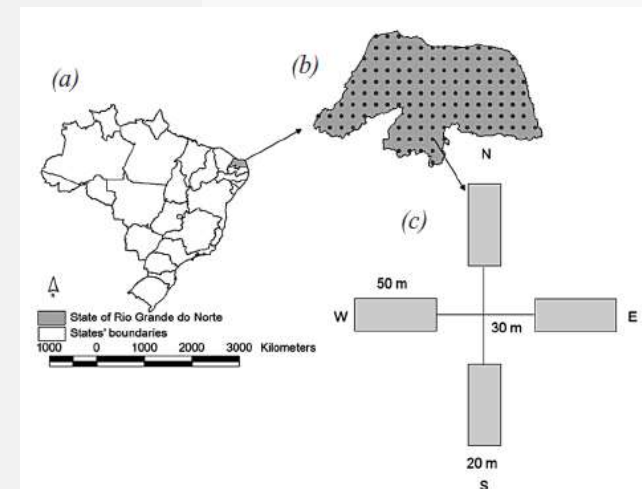 (a)
(b)
N
(c)
50 m
W
E
30 m
State of Rio Grande do Norte
States' boundaries
1000 0 1000 2000 3000 Kilometers
20 m
S